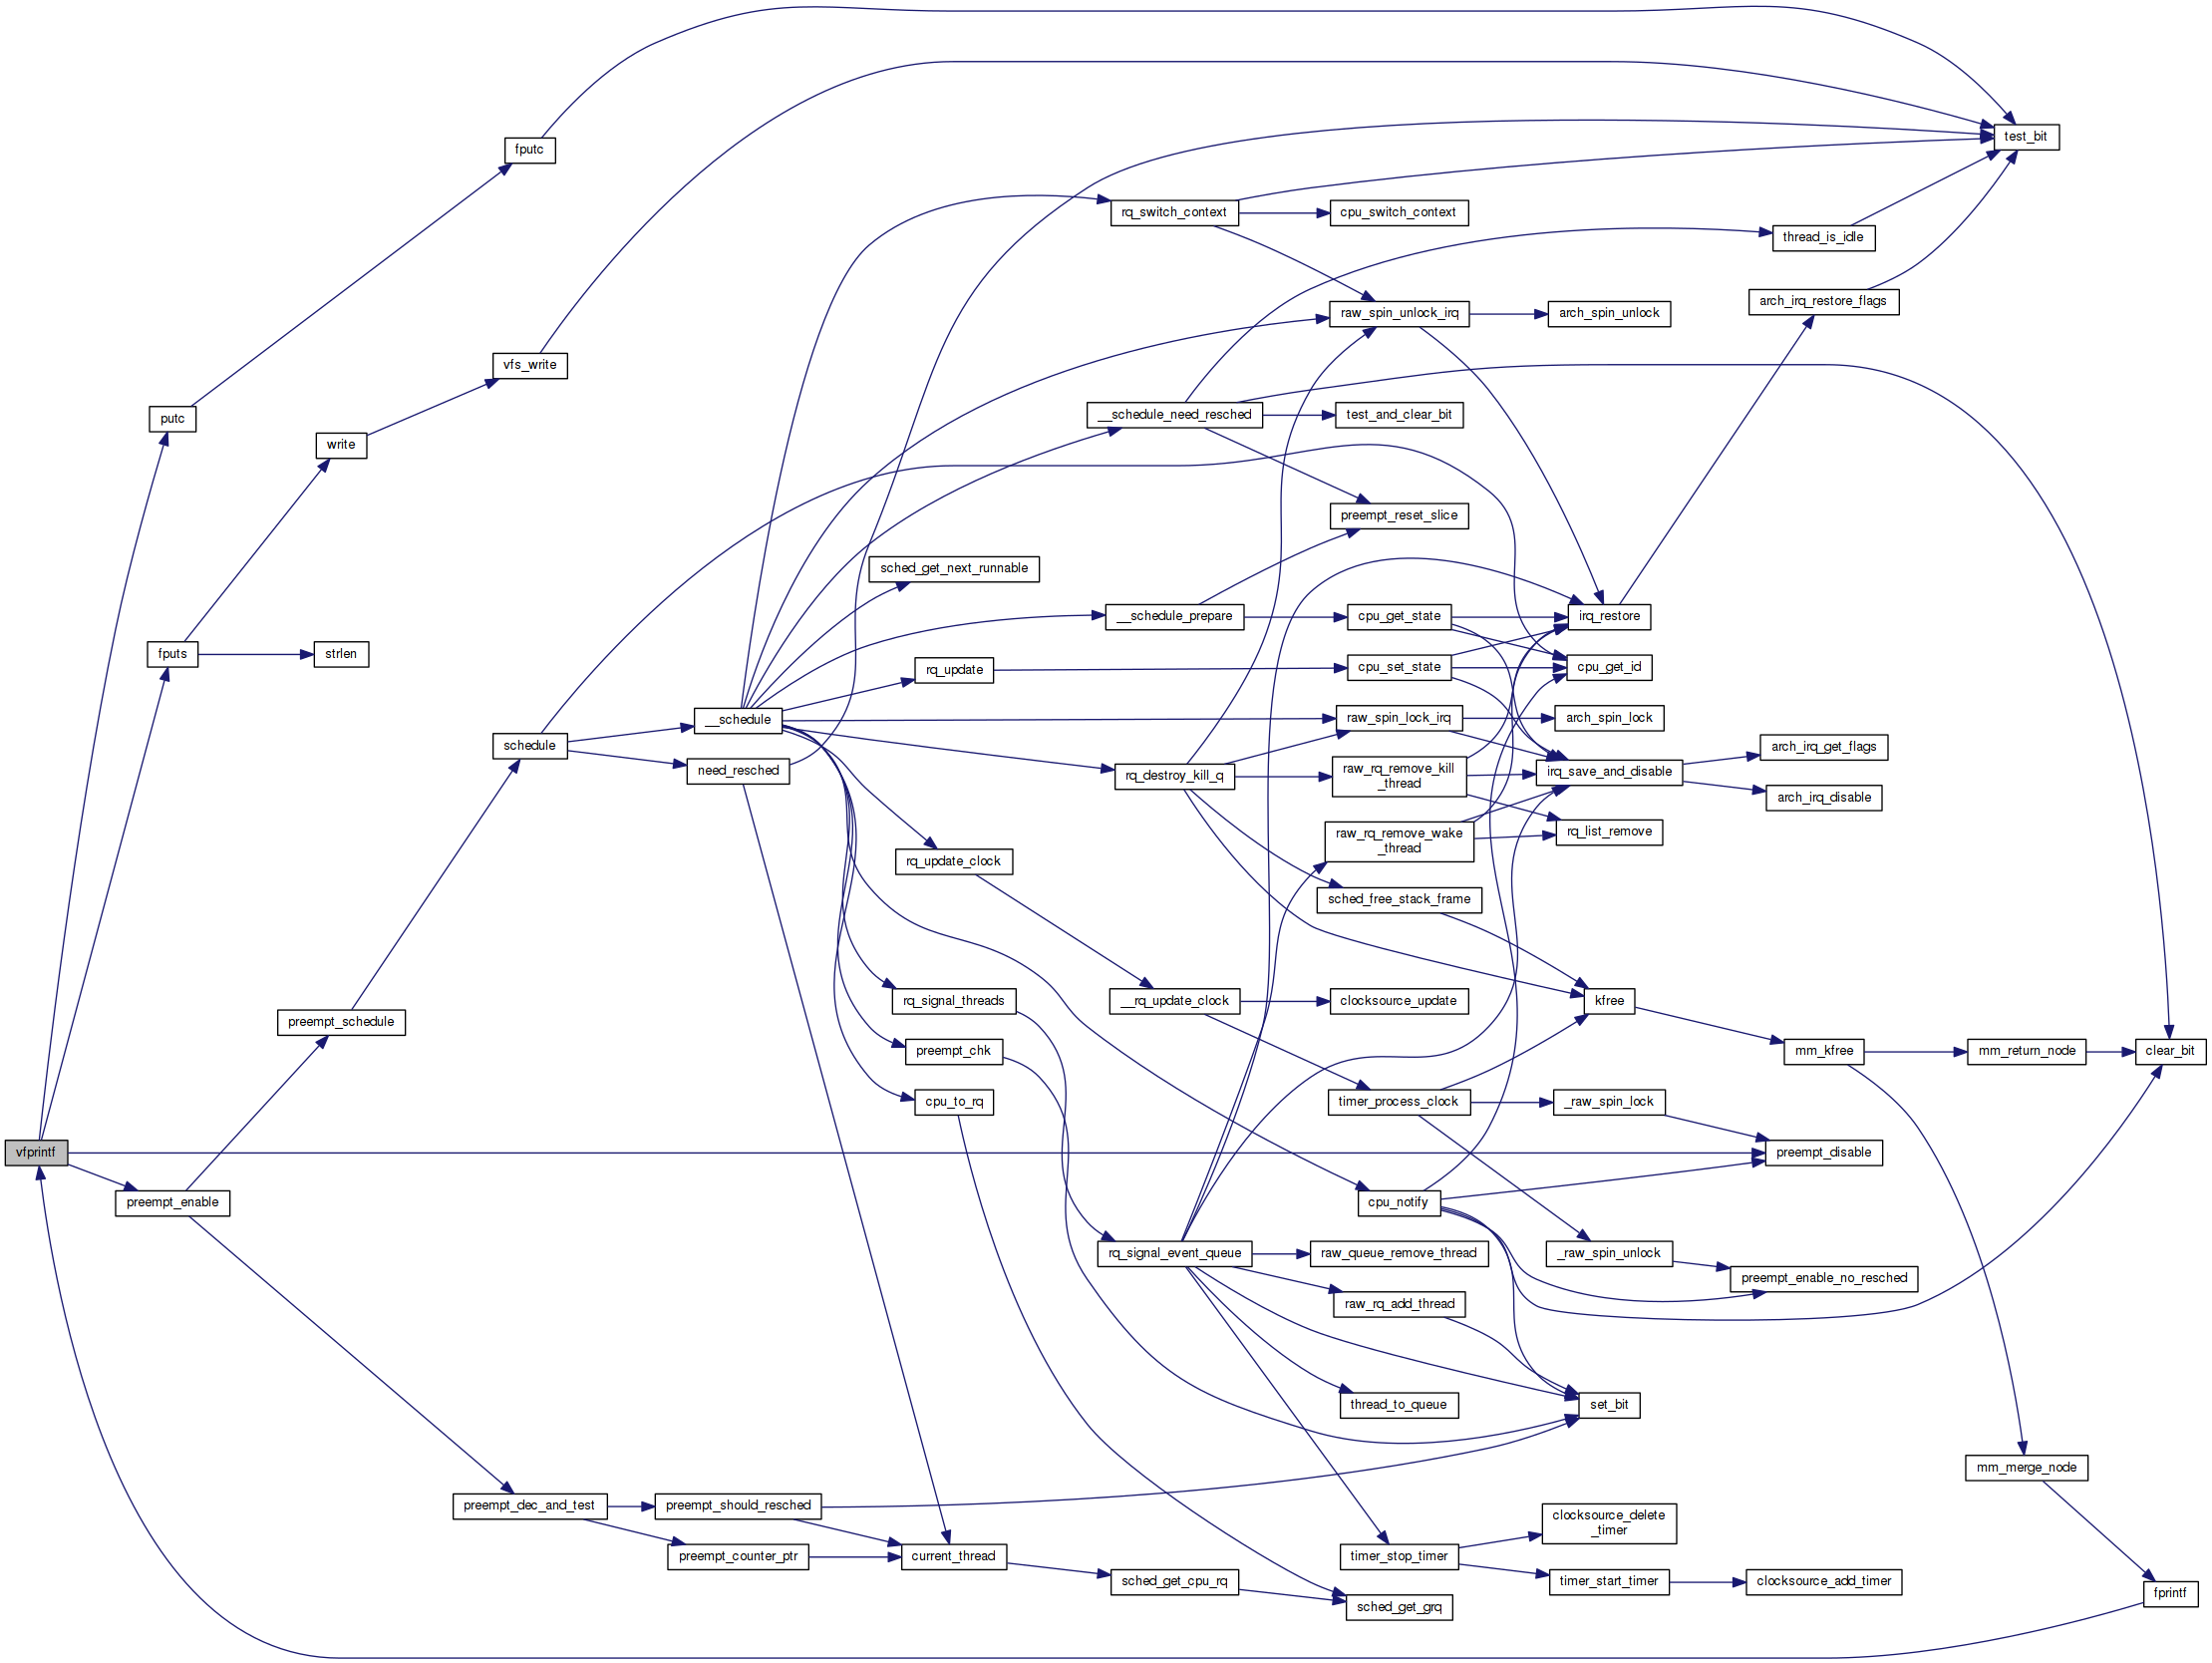 test_bit
fputc
rq_switch_context
cpu_switch_context
thread_is_idle
arch_irq_restore_flags
raw_spin_unlock_irq
arch_spin_unlock
vfs_write
putc
__schedule_need_resched
test_and_clear_bit
write
preempt_reset_slice
sched_get_next_runnable
__schedule_prepare
cpu_get_state
irq_restore
fputs
strlen
rq_update
cpu_set_state
cpu_get_id
__schedule
raw_spin_lock_irq
arch_spin_lock
schedule
arch_irq_get_flags
need_resched
rq_destroy_kill_q
raw_rq_remove_kill
_thread
irq_save_and_disable
arch_irq_disable
raw_rq_remove_wake
_thread
rq_list_remove
rq_update_clock
sched_free_stack_frame
rq_signal_threads
__rq_update_clock
clocksource_update
kfree
preempt_schedule
preempt_chk
mm_kfree
mm_return_node
clear_bit
cpu_to_rq
timer_process_clock
_raw_spin_lock
vfprintf
preempt_disable
preempt_enable
cpu_notify
rq_signal_event_queue
raw_queue_remove_thread
_raw_spin_unlock
preempt_enable_no_resched
raw_rq_add_thread
thread_to_queue
set_bit
mm_merge_node
preempt_dec_and_test
preempt_should_resched
clocksource_delete
_timer
preempt_counter_ptr
current_thread
timer_stop_timer
sched_get_cpu_rq
timer_start_timer
clocksource_add_timer
sched_get_grq
fprintf